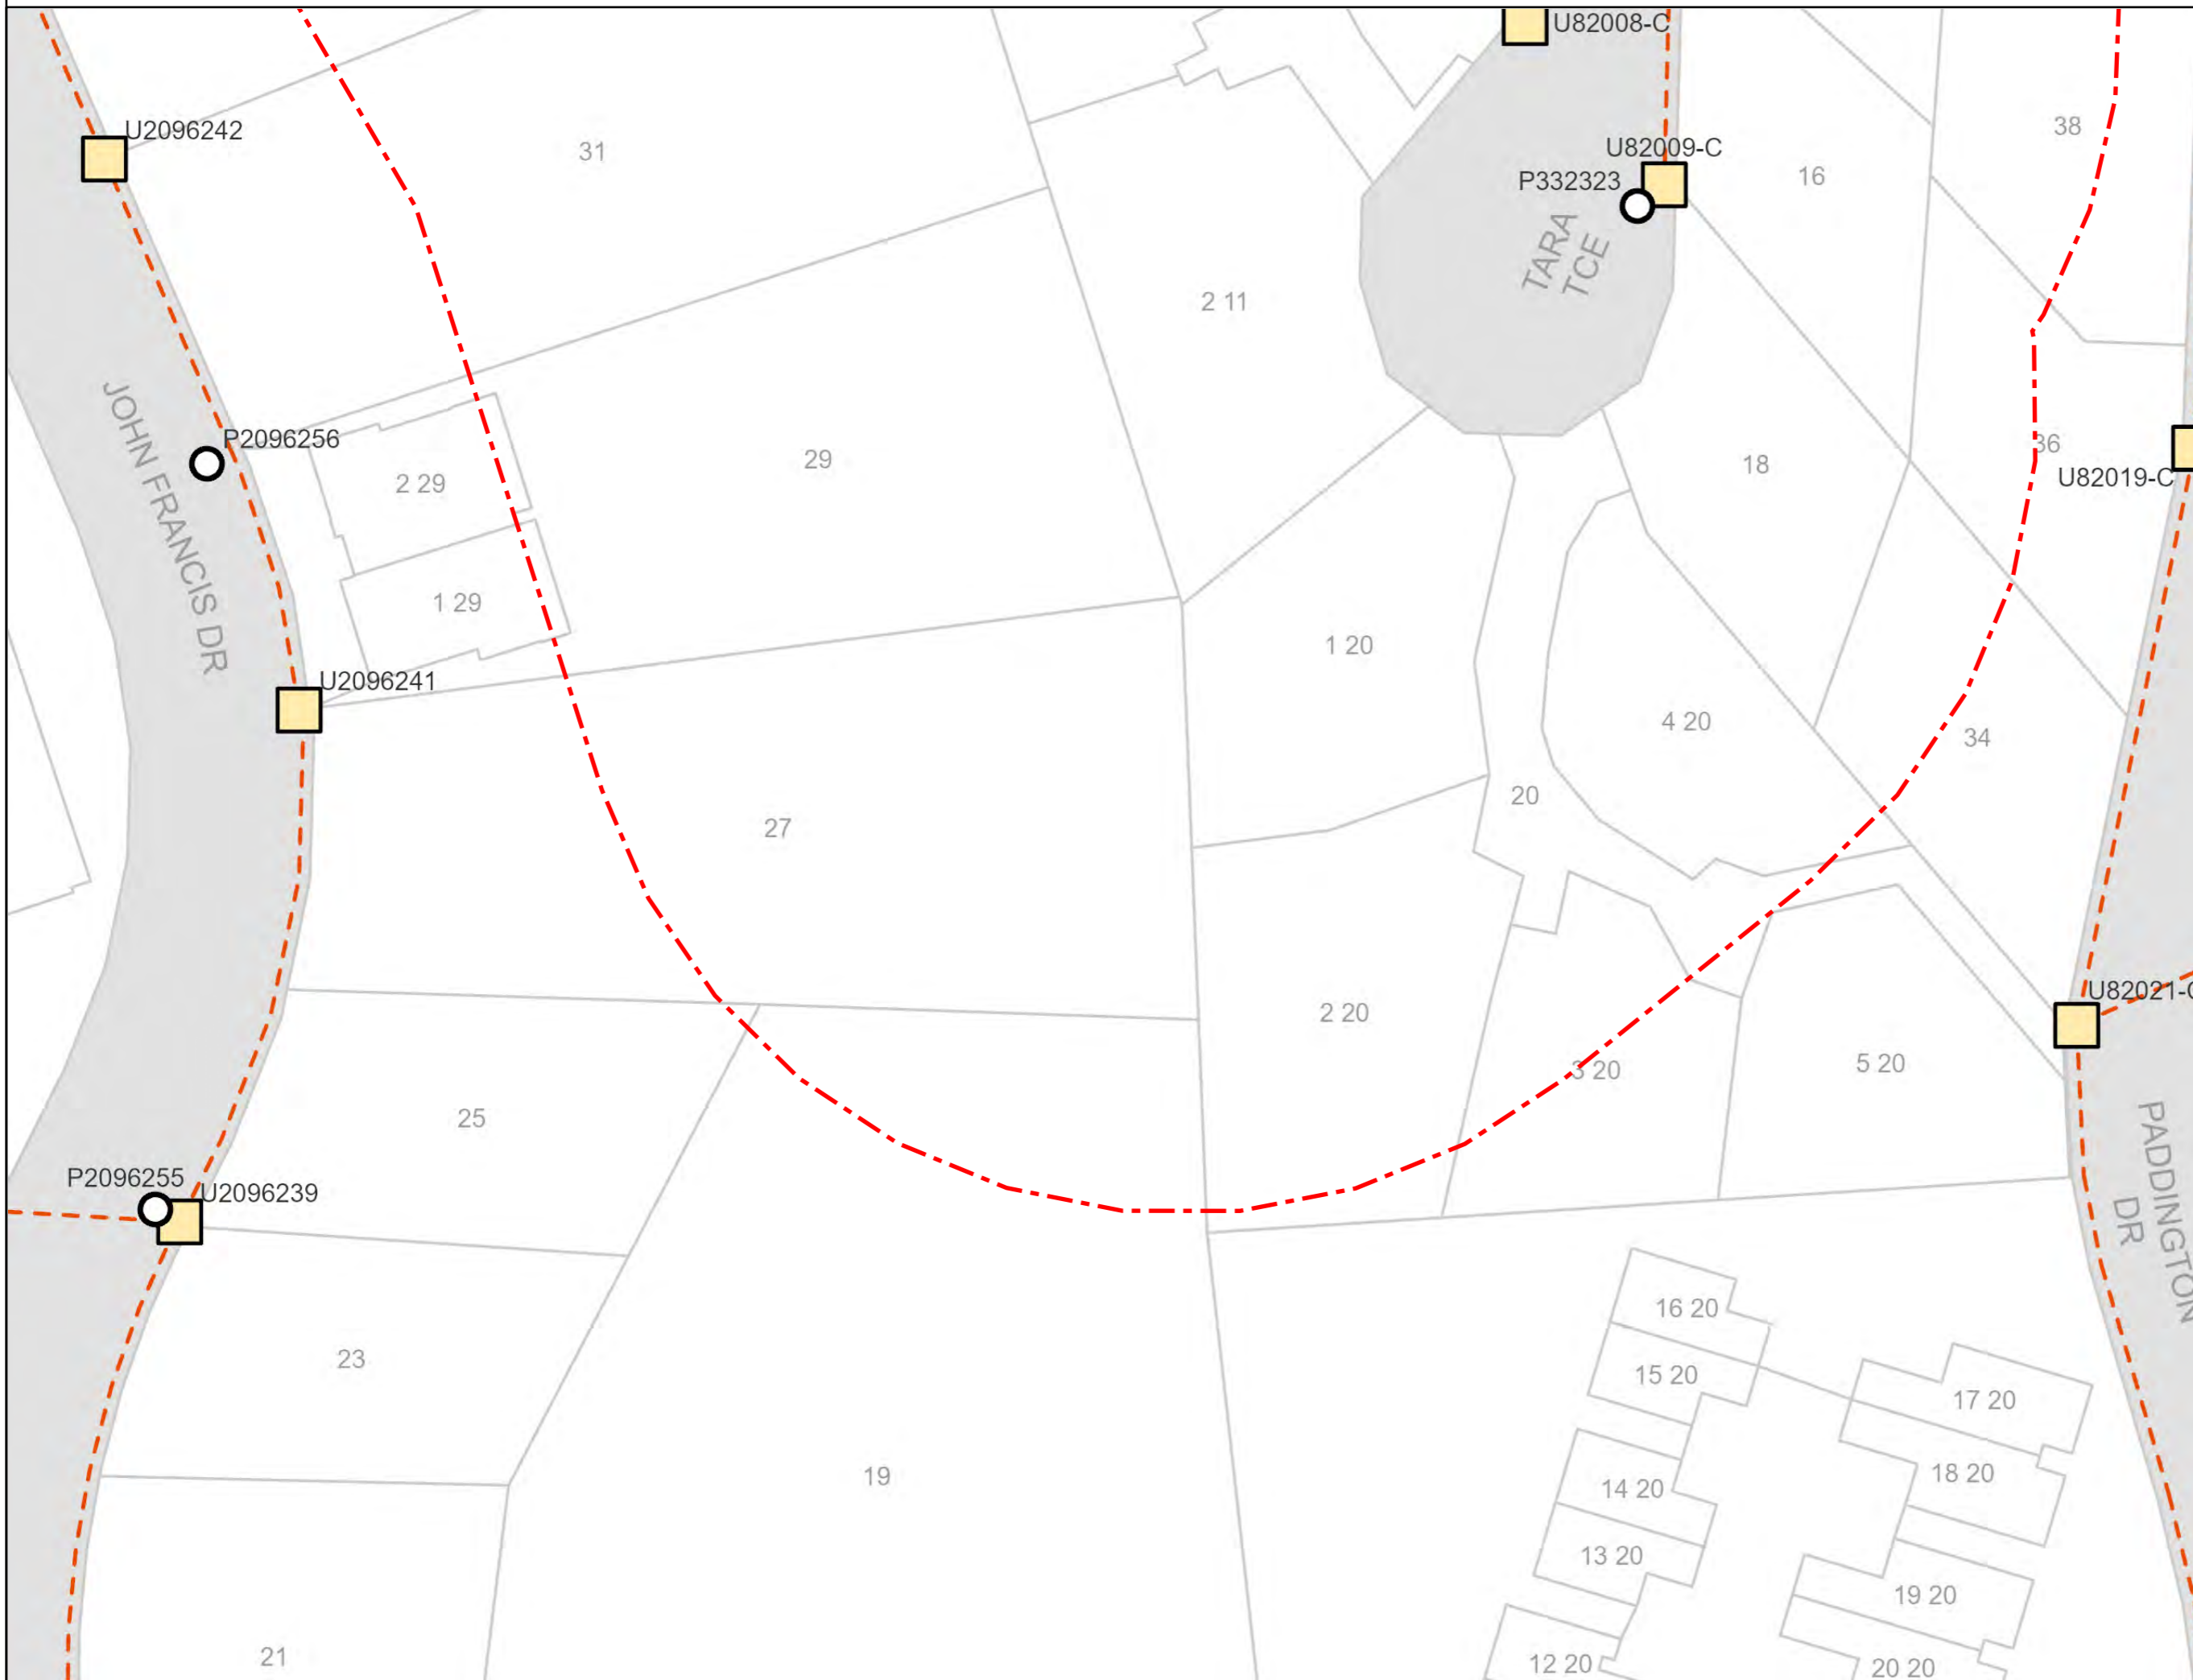 U82008-C
U2096242
31
38
U82009-C
P332323
16
TARA
TCE
2 11
JOHN FRANCIS DR
P2096256
2 29
29
18
36
U82019-C
1 29
1 20
U2096241
4 20
34
20
27
2 20
U82021-C
3 20
5 20
25
P2096255
U2096239
PADDINGTON
DR
16 20
23
15 20
17 20
19
18 20
14 20
13 20
19 20
21
12 20
20 20